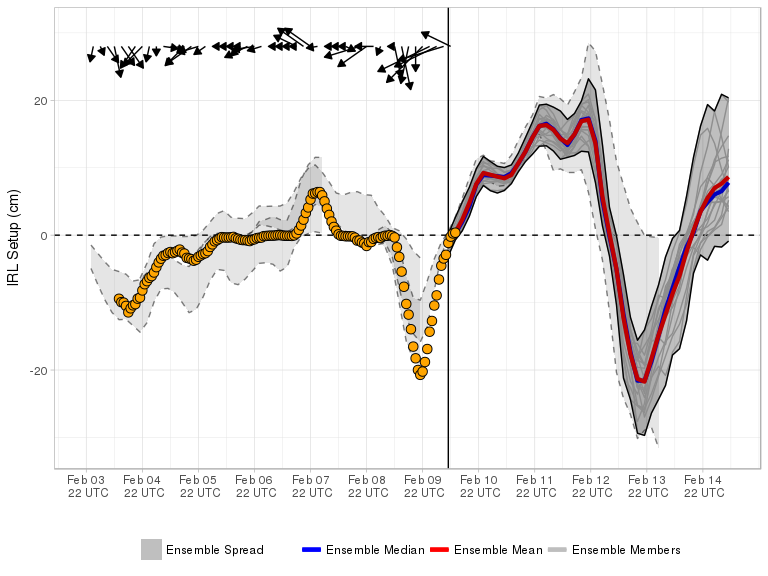 IRL Setup (cm)
20
0
-20
Feb 03 Feb 04 Feb 05 Feb 06 Feb 07 Feb 08 Feb 09 Feb 10 Feb 11 Feb 12 Feb 13 Feb 14
22 UTC 22 UTC 22 UTC 22 UTC 22 UTC 22 UTC 22 UTC 22 UTC 22 UTC 22 UTC 22 UTC 22 UTC
Ensemble Spread Ensemble Median Ensemble Mean Ensemble Members